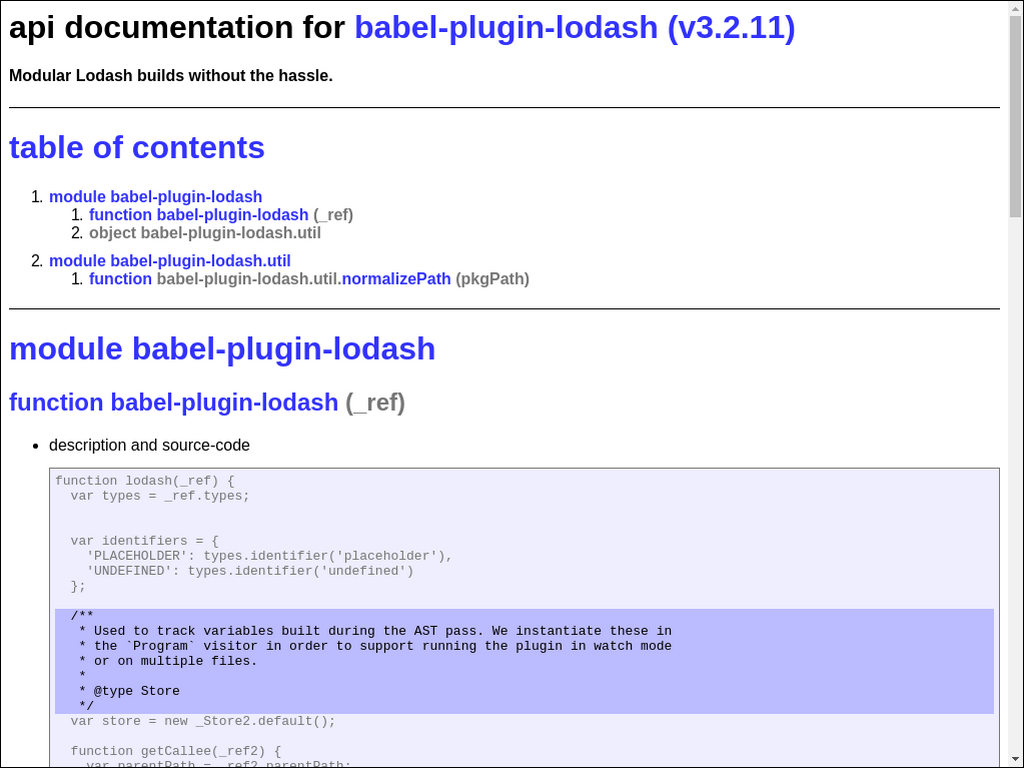 api documentation for babel-plugin-lodash (v3.2.11)
Modular Lodash builds without the hassle.
table of contents
1. module babel-plugin-lodash
1. function babel-plugin-lodash (_ref)
2. object babel-plugin-lodash.util
2. module babel-plugin-lodash.util
1. function babel-plugin-lodash.util.normalizePath (pkgPath)
module babel-plugin-lodash
function babel-plugin-lodash (_ref)
• description and source-code
function lodash(_ref) {
  var types = _ref.types;
  var identifiers = {
    'PLACEHOLDER': types.identifier('placeholder'),
    'UNDEFINED': types.identifier('undefined')
  };
  /**
   * Used to track variables built during the AST pass. We instantiate these in
   * the `Program` visitor in order to support running the plugin in watch mode
   * or on multiple files.
   *
   * @type Store
   */
  var store = new _Store2.default();
  function getCallee(_ref2) {
    var parentPath = _ref2.parentPath;